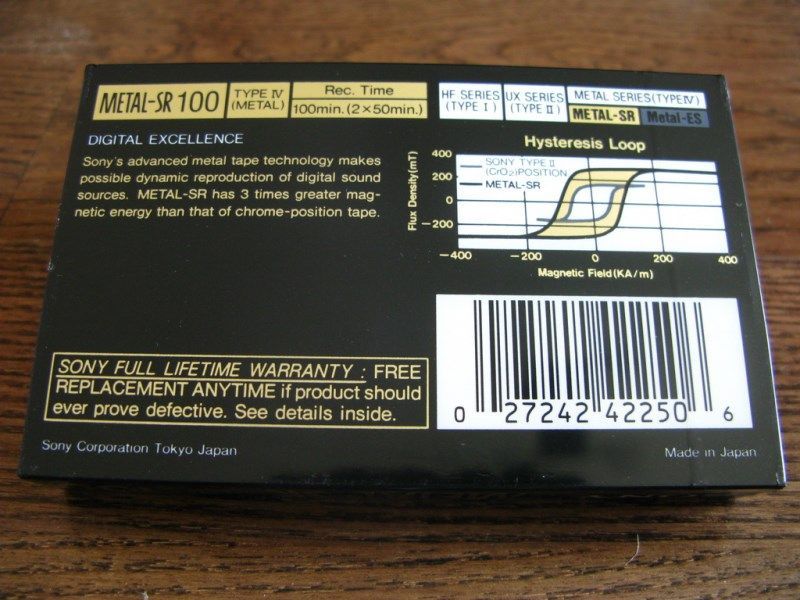 METAL-SR 100
TYPE IV
(METAL)
Rec. Time
100min.(2×50min.)
HF SERIES
(TYPE I)
UX SERIES
(TYPE II)
METAL SERIES(TYPE IV)
METAL-SR
Metal-ES
DIGITAL EXCELLENCE
Sony's advanced metal tape technology makes
possible dynamic reproduction of digital sound
sources. METAL-SR has 3 times greater mag-
netic energy than that of chrome-position tape.
Hysteresis Loop
Flux Density(mT)
400
200
0
−200
SONY TYPE II
(CrO₂)POSITION
METAL-SR
−400
−200
0
200
400
Magnetic Field(KA/m)
SONY FULL LIFETIME WARRANTY : FREE
REPLACEMENT ANYTIME if product should
ever prove defective. See details inside.
0 27242 42250 6
Sony Corporation Tokyo Japan
Made in Japan